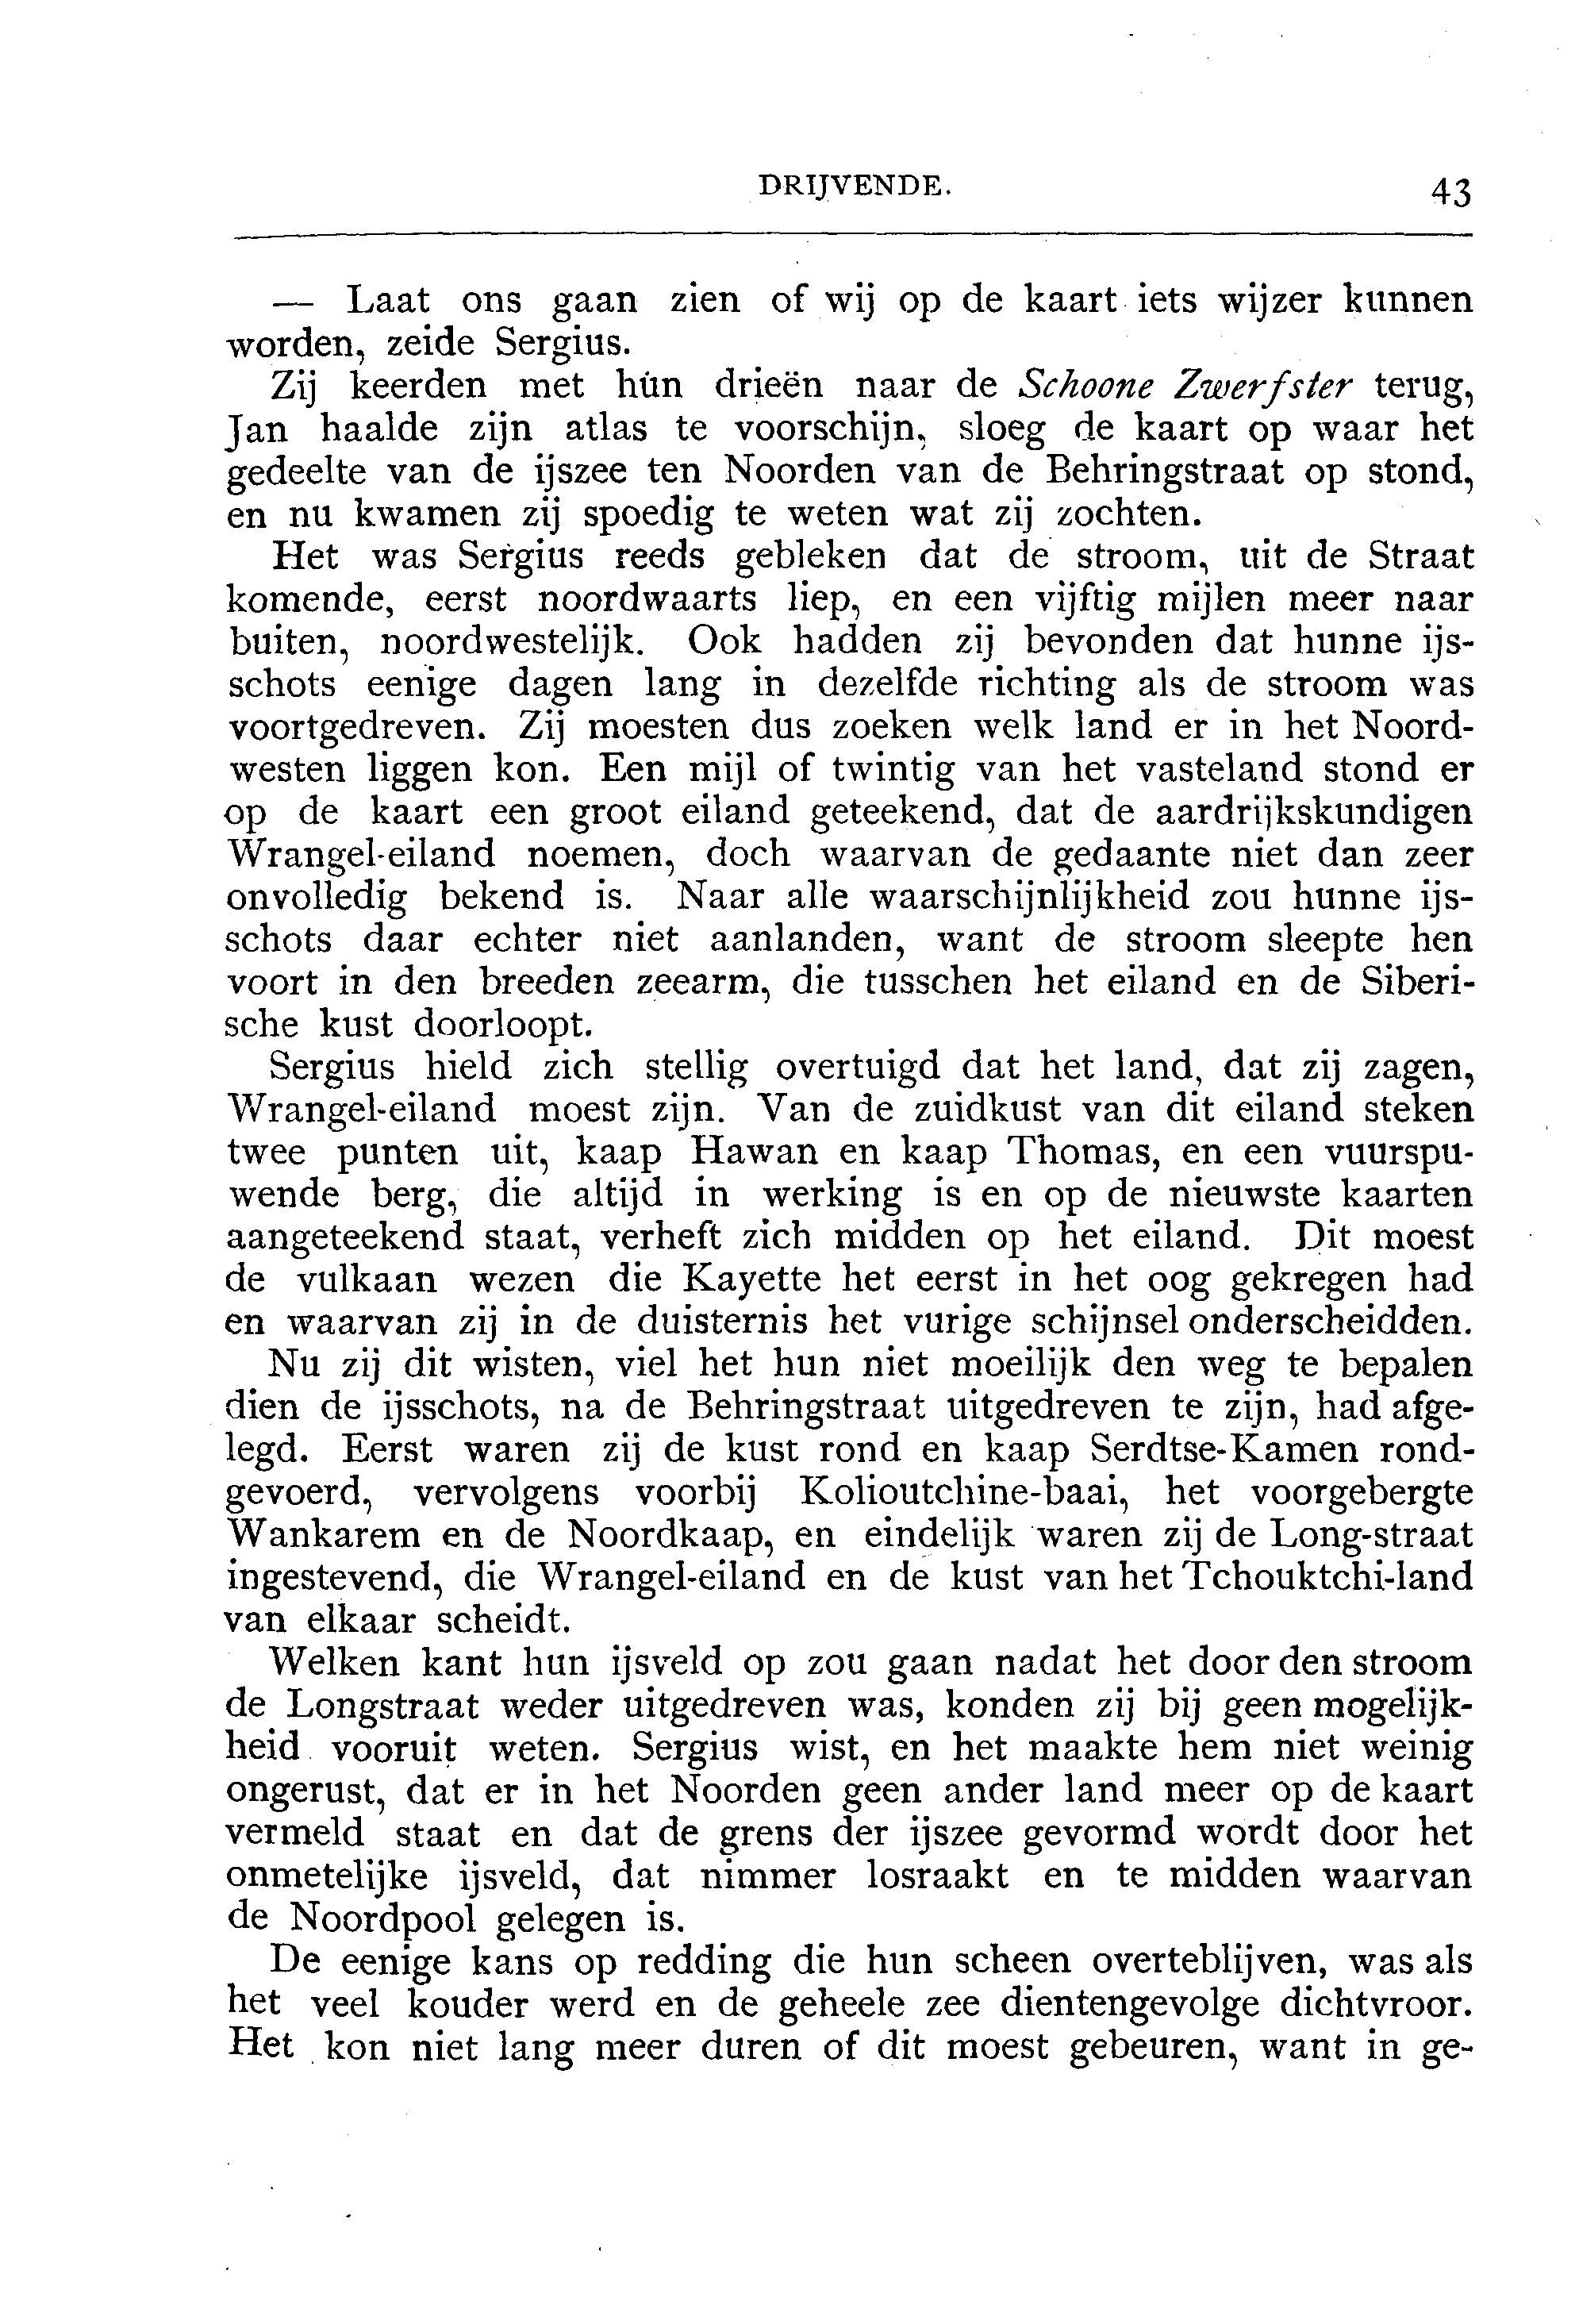 DRIJVENDE. 43
— Laat ons gaan zien of wij op de kaart iets wijzer kunnen
worden, zeide Sergius.
Zij keerden met hun drieën naar de Schoone Zwerfster terug,
Jan haalde zijn atlas te voorschijn, sloeg de kaart op waar het
gedeelte van de ijszee ten Noorden van de Behringstraat op stond,
en nu kwamen zij spoedig te weten wat zij zochten.
Het was Sergius reeds gebleken dat de stroom, uit de Straat
komende, eerst noordwaarts liep, en een vijftig mijlen meer naar
buiten, noordwestelijk. Ook hadden zij bevonden dat hunne ijs-
schots eenige dagen lang in dezelfde richting als de stroom was
voortgedreven. Zij moesten dus zoeken welk land er in het Noord-
westen liggen kon. Een mijl of twintig van het vasteland stond er
op de kaart een groot eiland geteekend, dat de aardrijkskundigen
Wrangel-eiland noemen, doch waarvan de gedaante niet dan zeer
onvolledig bekend is. Naar alle waarschijnlijkheid zou hunne ijs-
schots daar echter niet aanlanden, want de stroom sleepte hen
voort in den breeden zeearm, die tusschen het eiland en de Siberi-
sche kust doorloopt.
Sergius hield zich stellig overtuigd dat het land, dat zij zagen,
Wrangel-eiland moest zijn. Van de zuidkust van dit eiland steken
twee punten uit, kaap Hawan en kaap Thomas, en een vuurspu-
wende berg, die altijd in werking is en op de nieuwste kaarten
aangeteekend staat, verheft zich midden op het eiland. Dit moest
de vulkaan wezen die Kayette het eerst in het oog gekregen had
en waarvan zij in de duisternis het vurige schijnsel onderscheidden.
Nu zij dit wisten, viel het hun niet moeilijk den weg te bepalen
dien de ijsschots, na de Behringstraat uitgedreven te zijn, had afge-
legd. Eerst waren zij de kust rond en kaap Serdtse-Kamen rond-
gevoerd, vervolgens voorbij Kolioutchine-baai, het voorgebergte
Wankarem en de Noordkaap, en eindelijk waren zij de Long-straat
ingestevend, die Wrangel-eiland en de kust van het Tchouktchi-land
van elkaar scheidt.
Welken kant hun ijsveld op zou gaan nadat het door den stroom
de Longstraat weder uitgedreven was, konden zij bij geen mogelijk-
heid vooruit weten. Sergius wist, en het maakte hem niet weinig
ongerust, dat er in het Noorden geen ander land meer op de kaart
vermeld staat en dat de grens der ijszee gevormd wordt door het
onmetelijke ijsveld, dat nimmer losraakt en te midden waarvan
de Noordpool gelegen is.
De eenige kans op redding die hun scheen overteblijven, was als
het veel kouder werd en de geheele zee dientengevolge dichtvroor.
Het kon niet lang meer duren of dit moest gebeuren, want in ge-